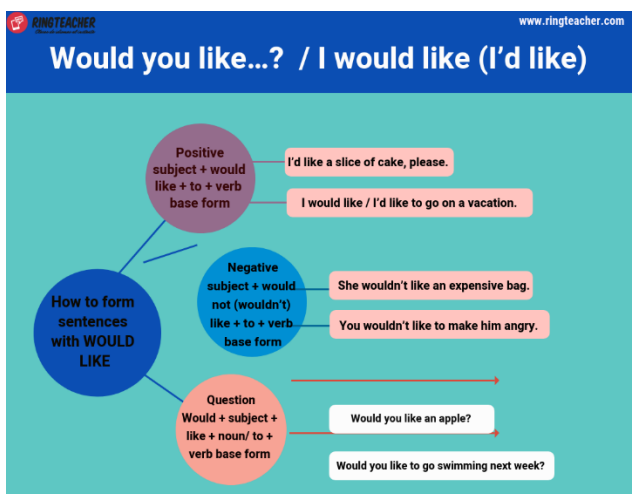 RINGTEACHER
www.ringteacher.com
Would you like...? / I would like (I'd like)
Positive
subject + would
like + to + verb
base form
I'd like a slice of cake, please.
I would like / I'd like to go on a vacation.
How to form
sentences
with WOULD
LIKE
Negative
subject + would
not (wouldn't)
like + to + verb
base form
She wouldn't like an expensive bag.
You wouldn't like to make him angry.
Question
Would + subject +
like + noun/ to +
verb base form
Would you like an apple?
Would you like to go swimming next week?